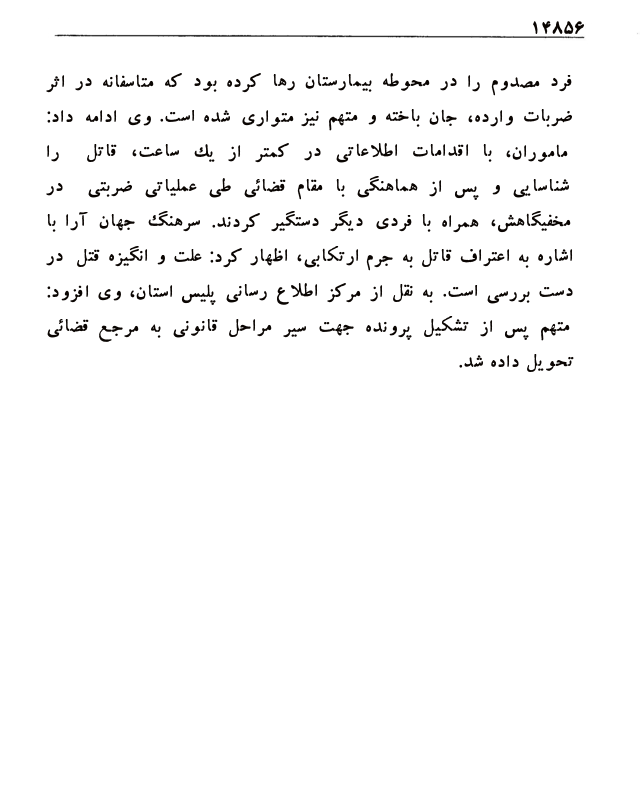 ۱۴۸۵۶
فرد مصدوم را در محوطه بیمارستان رها کرده بود که متاسفانه در اثر
ضربات وارده، جان باخته و متهم نیز متواری شده است. وی ادامه داد:
ماموران، با اقدامات اطلاعاتی در کمتر از یك ساعت، قاتل را
شناسایی و پس از هماهنگی با مقام قضائی طی عملیاتی ضربتی در
مخفیگاهش، همراه با فردی دیگر دستگیر کردند. سرهنگ جهان آرا با
اشاره به اعتراف قاتل به جرم ارتکابی، اظهار کرد: علت و انگیزه قتل در
دست بررسی است. به نقل از مرکز اطلاع رسانی پلیس استان، وی افزود:
متهم پس از تشکیل پرونده جهت سیر مراحل قانونی به مرجع قضائی
تحویل داده شد.